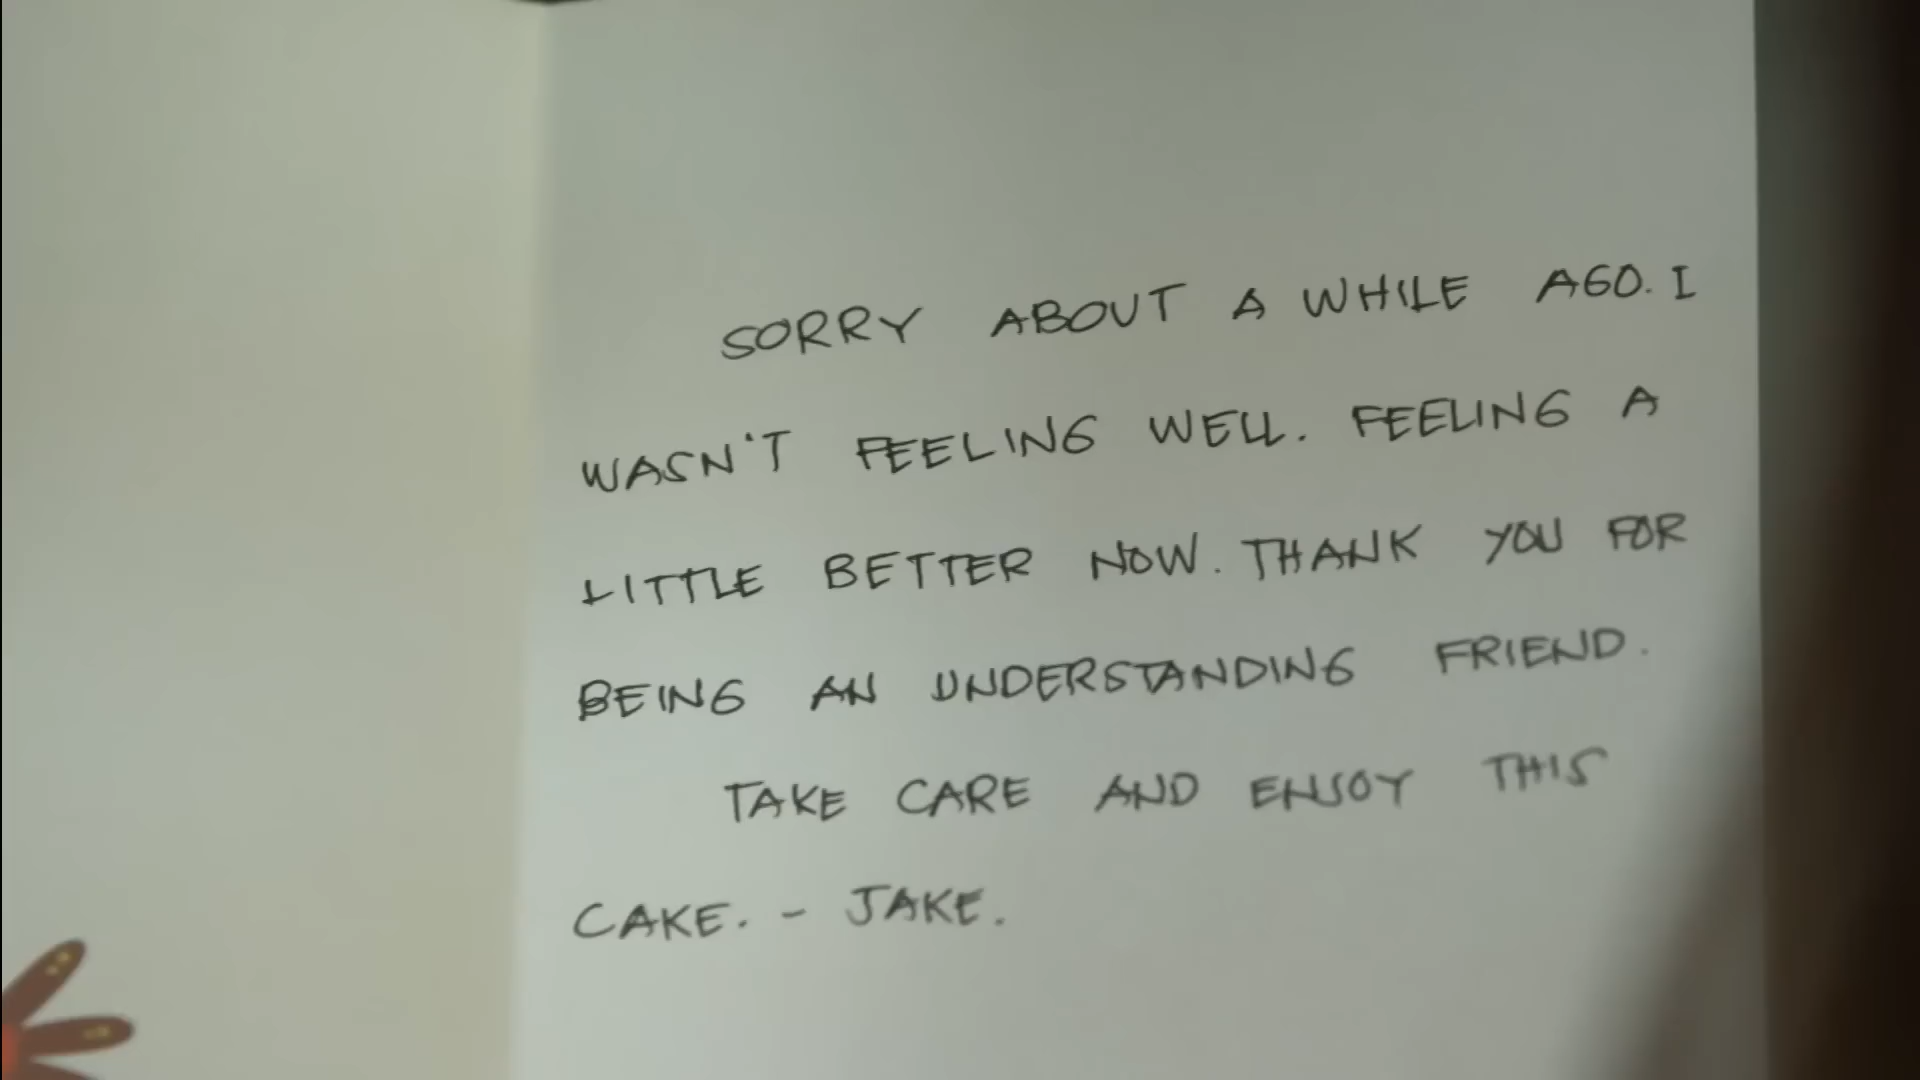 SORRY ABOUT A WHILE AGO. I
WASN'T FEELING WELL. FEELING A
LITTLE BETTER NOW. THANK YOU FOR
BEING AN UNDERSTANDING FRIEND.
TAKE CARE AND ENJOY THIS
CAKE. - JAKE.